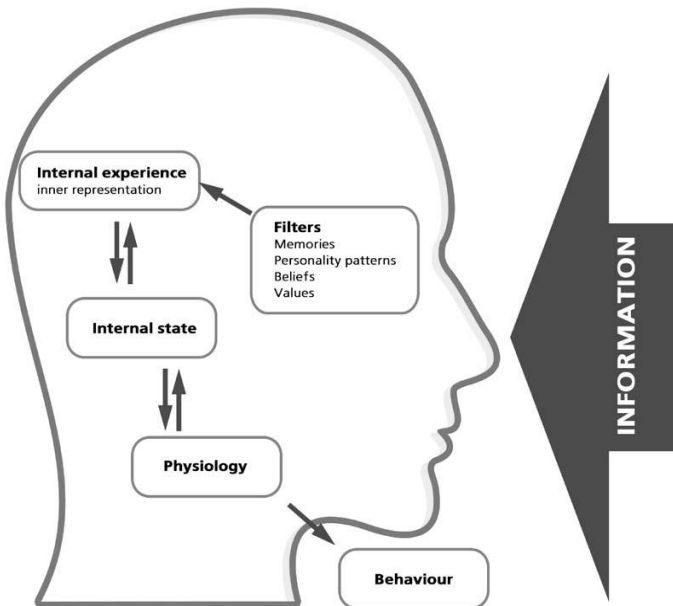 Internal experience
inner representation
Filters
Memories
Personality patterns
Beliefs
Values
Internal state
Physiology
Behaviour
INFORMATION